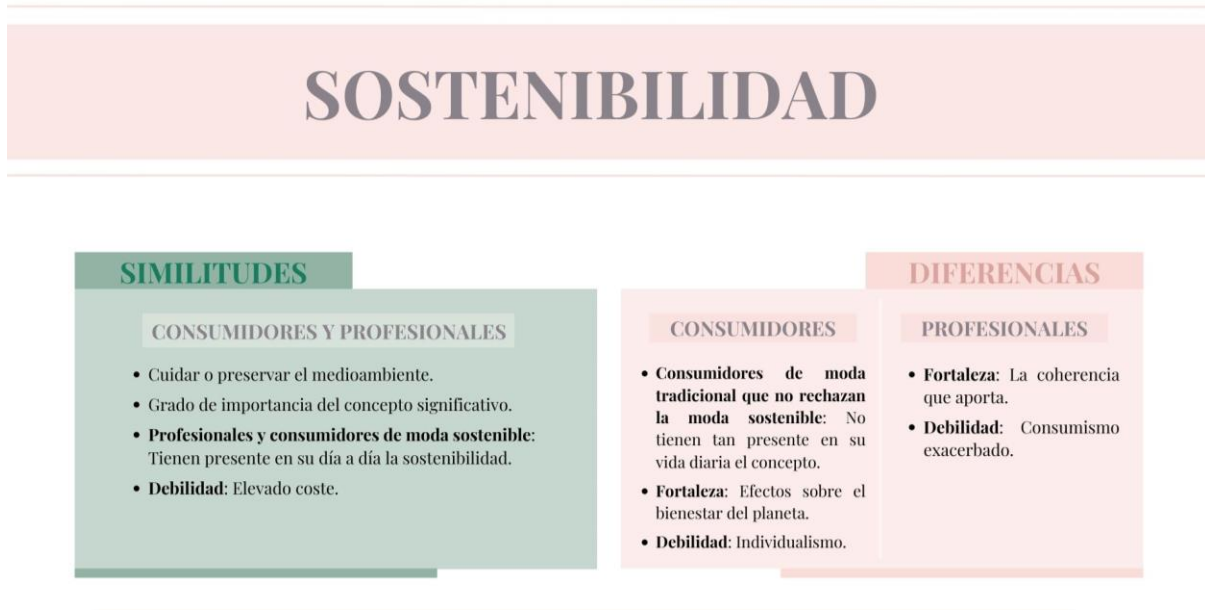 SOSTENIBILIDAD
SIMILITUDES
CONSUMIDORES Y PROFESIONALES
• Cuidar o preservar el medioambiente.
• Grado de importancia del concepto significativo.
• Profesionales y consumidores de moda sostenible:
Tienen presente en su día a día la sostenibilidad.
• Debilidad: Elevado coste.
DIFERENCIAS
CONSUMIDORES
• Consumidores de moda
tradicional que no rechazan
la moda sostenible: No
tienen tan presente en su
vida diaria el concepto.
• Fortaleza: Efectos sobre el
bienestar del planeta.
• Debilidad: Individualismo.
PROFESIONALES
• Fortaleza: La coherencia
que aporta.
• Debilidad: Consumismo
exacerbado.